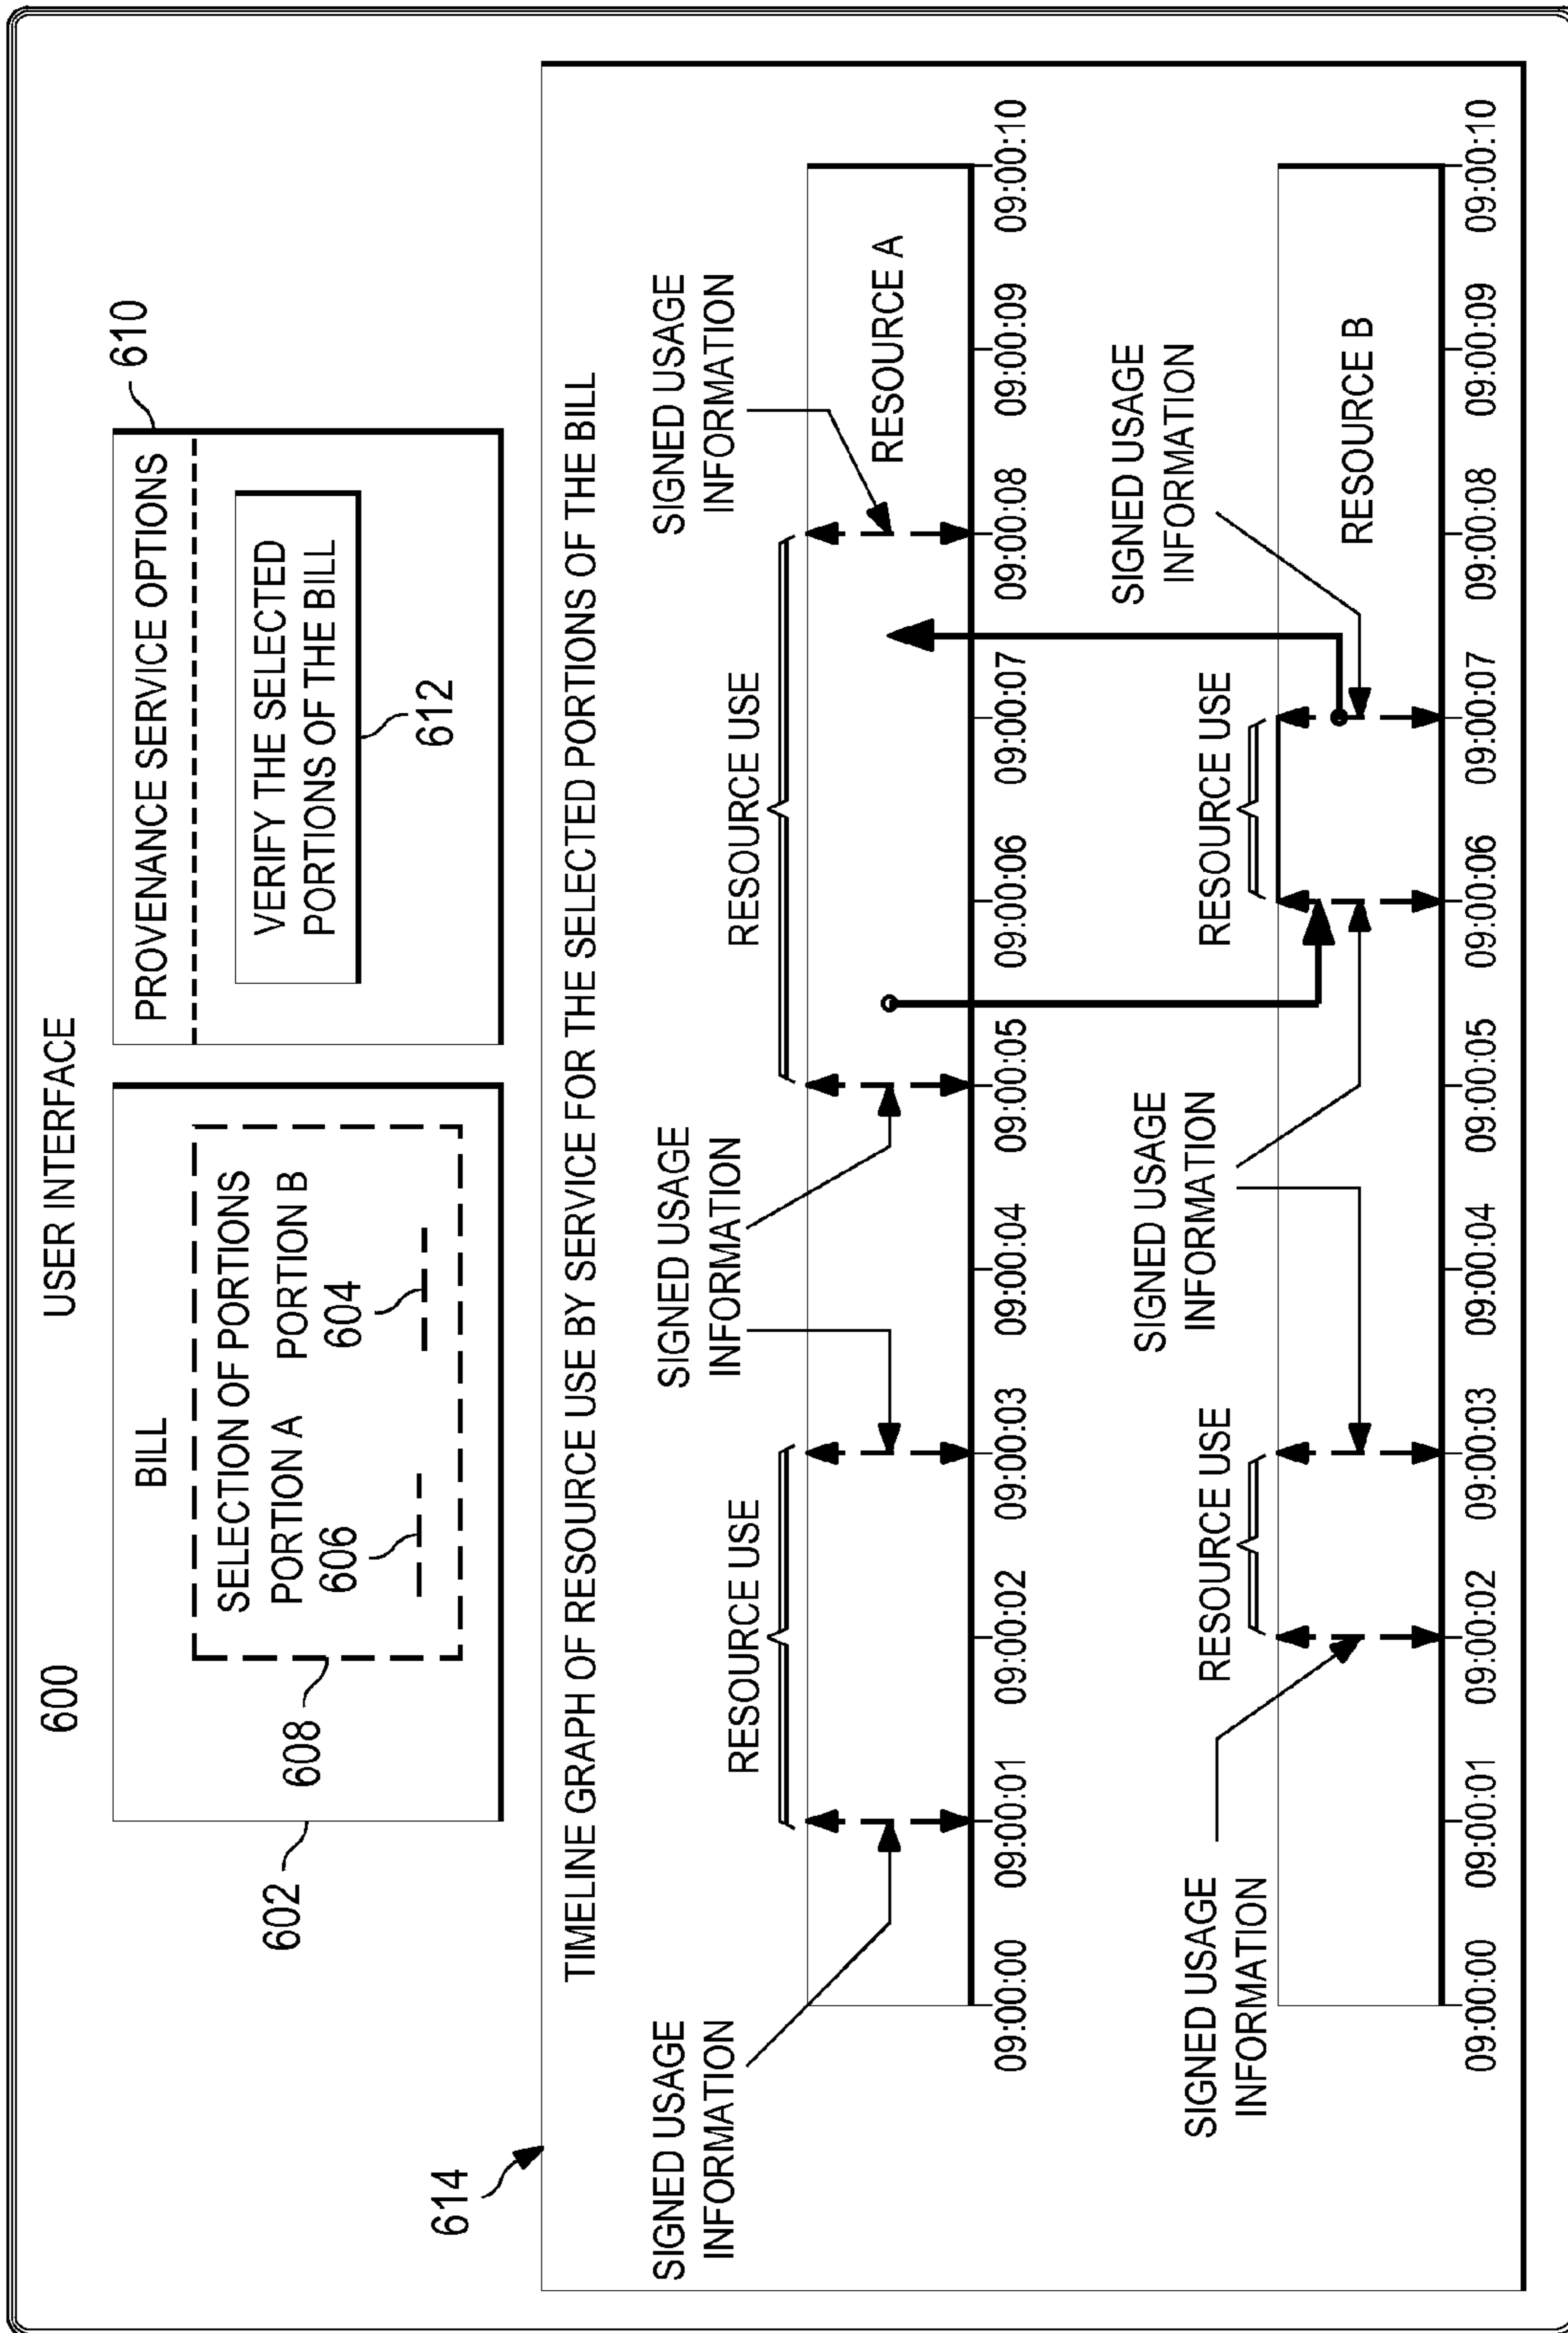 600
USER INTERFACE
602
608
BILL
SELECTION OF PORTIONS
PORTION A
PORTION B
606
604
PROVENANCE SERVICE OPTIONS
610
VERIFY THE SELECTED
PORTIONS OF THE BILL
612
614
TIMELINE GRAPH OF RESOURCE USE BY SERVICE FOR THE SELECTED PORTIONS OF THE BILL
SIGNED USAGE
INFORMATION
RESOURCE USE
SIGNED USAGE
INFORMATION
RESOURCE USE
SIGNED USAGE
INFORMATION
RESOURCE A
09:00:00
09:00:01
09:00:02
09:00:03
09:00:04
09:00:05
09:00:06
09:00:07
09:00:08
09:00:09
09:00:10
SIGNED USAGE
INFORMATION
RESOURCE USE
SIGNED USAGE
INFORMATION
RESOURCE USE
SIGNED USAGE
INFORMATION
RESOURCE B
09:00:00
09:00:01
09:00:02
09:00:03
09:00:04
09:00:05
09:00:06
09:00:07
09:00:08
09:00:09
09:00:10